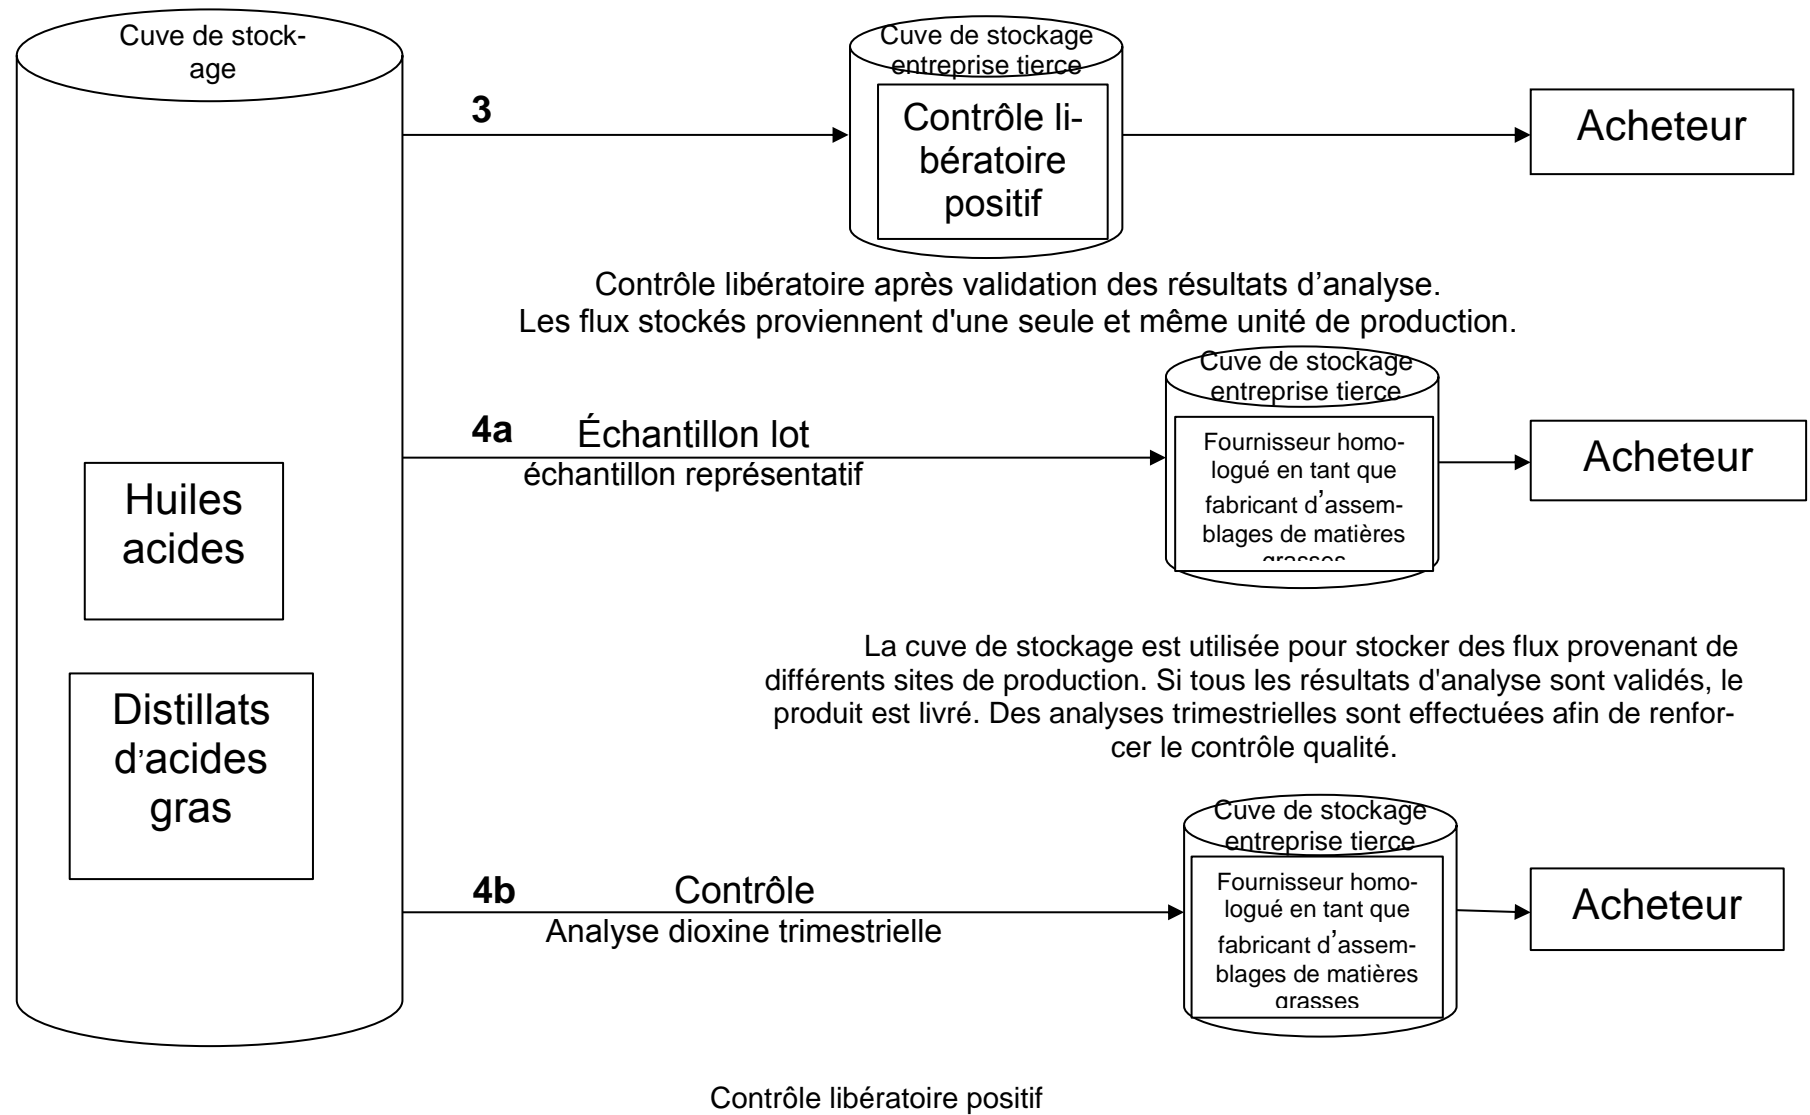 Cuve de stock-
age
Cuve de stockage
entreprise tierce
3
Contrôle li-
bératoire
positif
Acheteur
Contrôle libératoire après validation des résultats d’analyse.
Les flux stockés proviennent d'une seule et même unité de production.
Cuve de stockage
entreprise tierce
4a
Échantillon lot
échantillon représentatif
Fournisseur homo-
logué en tant que
fabricant d’assem-
blages de matières
grasses
Acheteur
Huiles
acides
La cuve de stockage est utilisée pour stocker des flux provenant de
différents sites de production. Si tous les résultats d'analyse sont validés, le
produit est livré. Des analyses trimestrielles sont effectuées afin de renfor-
cer le contrôle qualité.
Distillats
d’acides
gras
Cuve de stockage
entreprise tierce
4b
Contrôle
Analyse dioxine trimestrielle
Fournisseur homo-
logué en tant que
fabricant d’assem-
blages de matières
grasses
Acheteur
Contrôle libératoire positif